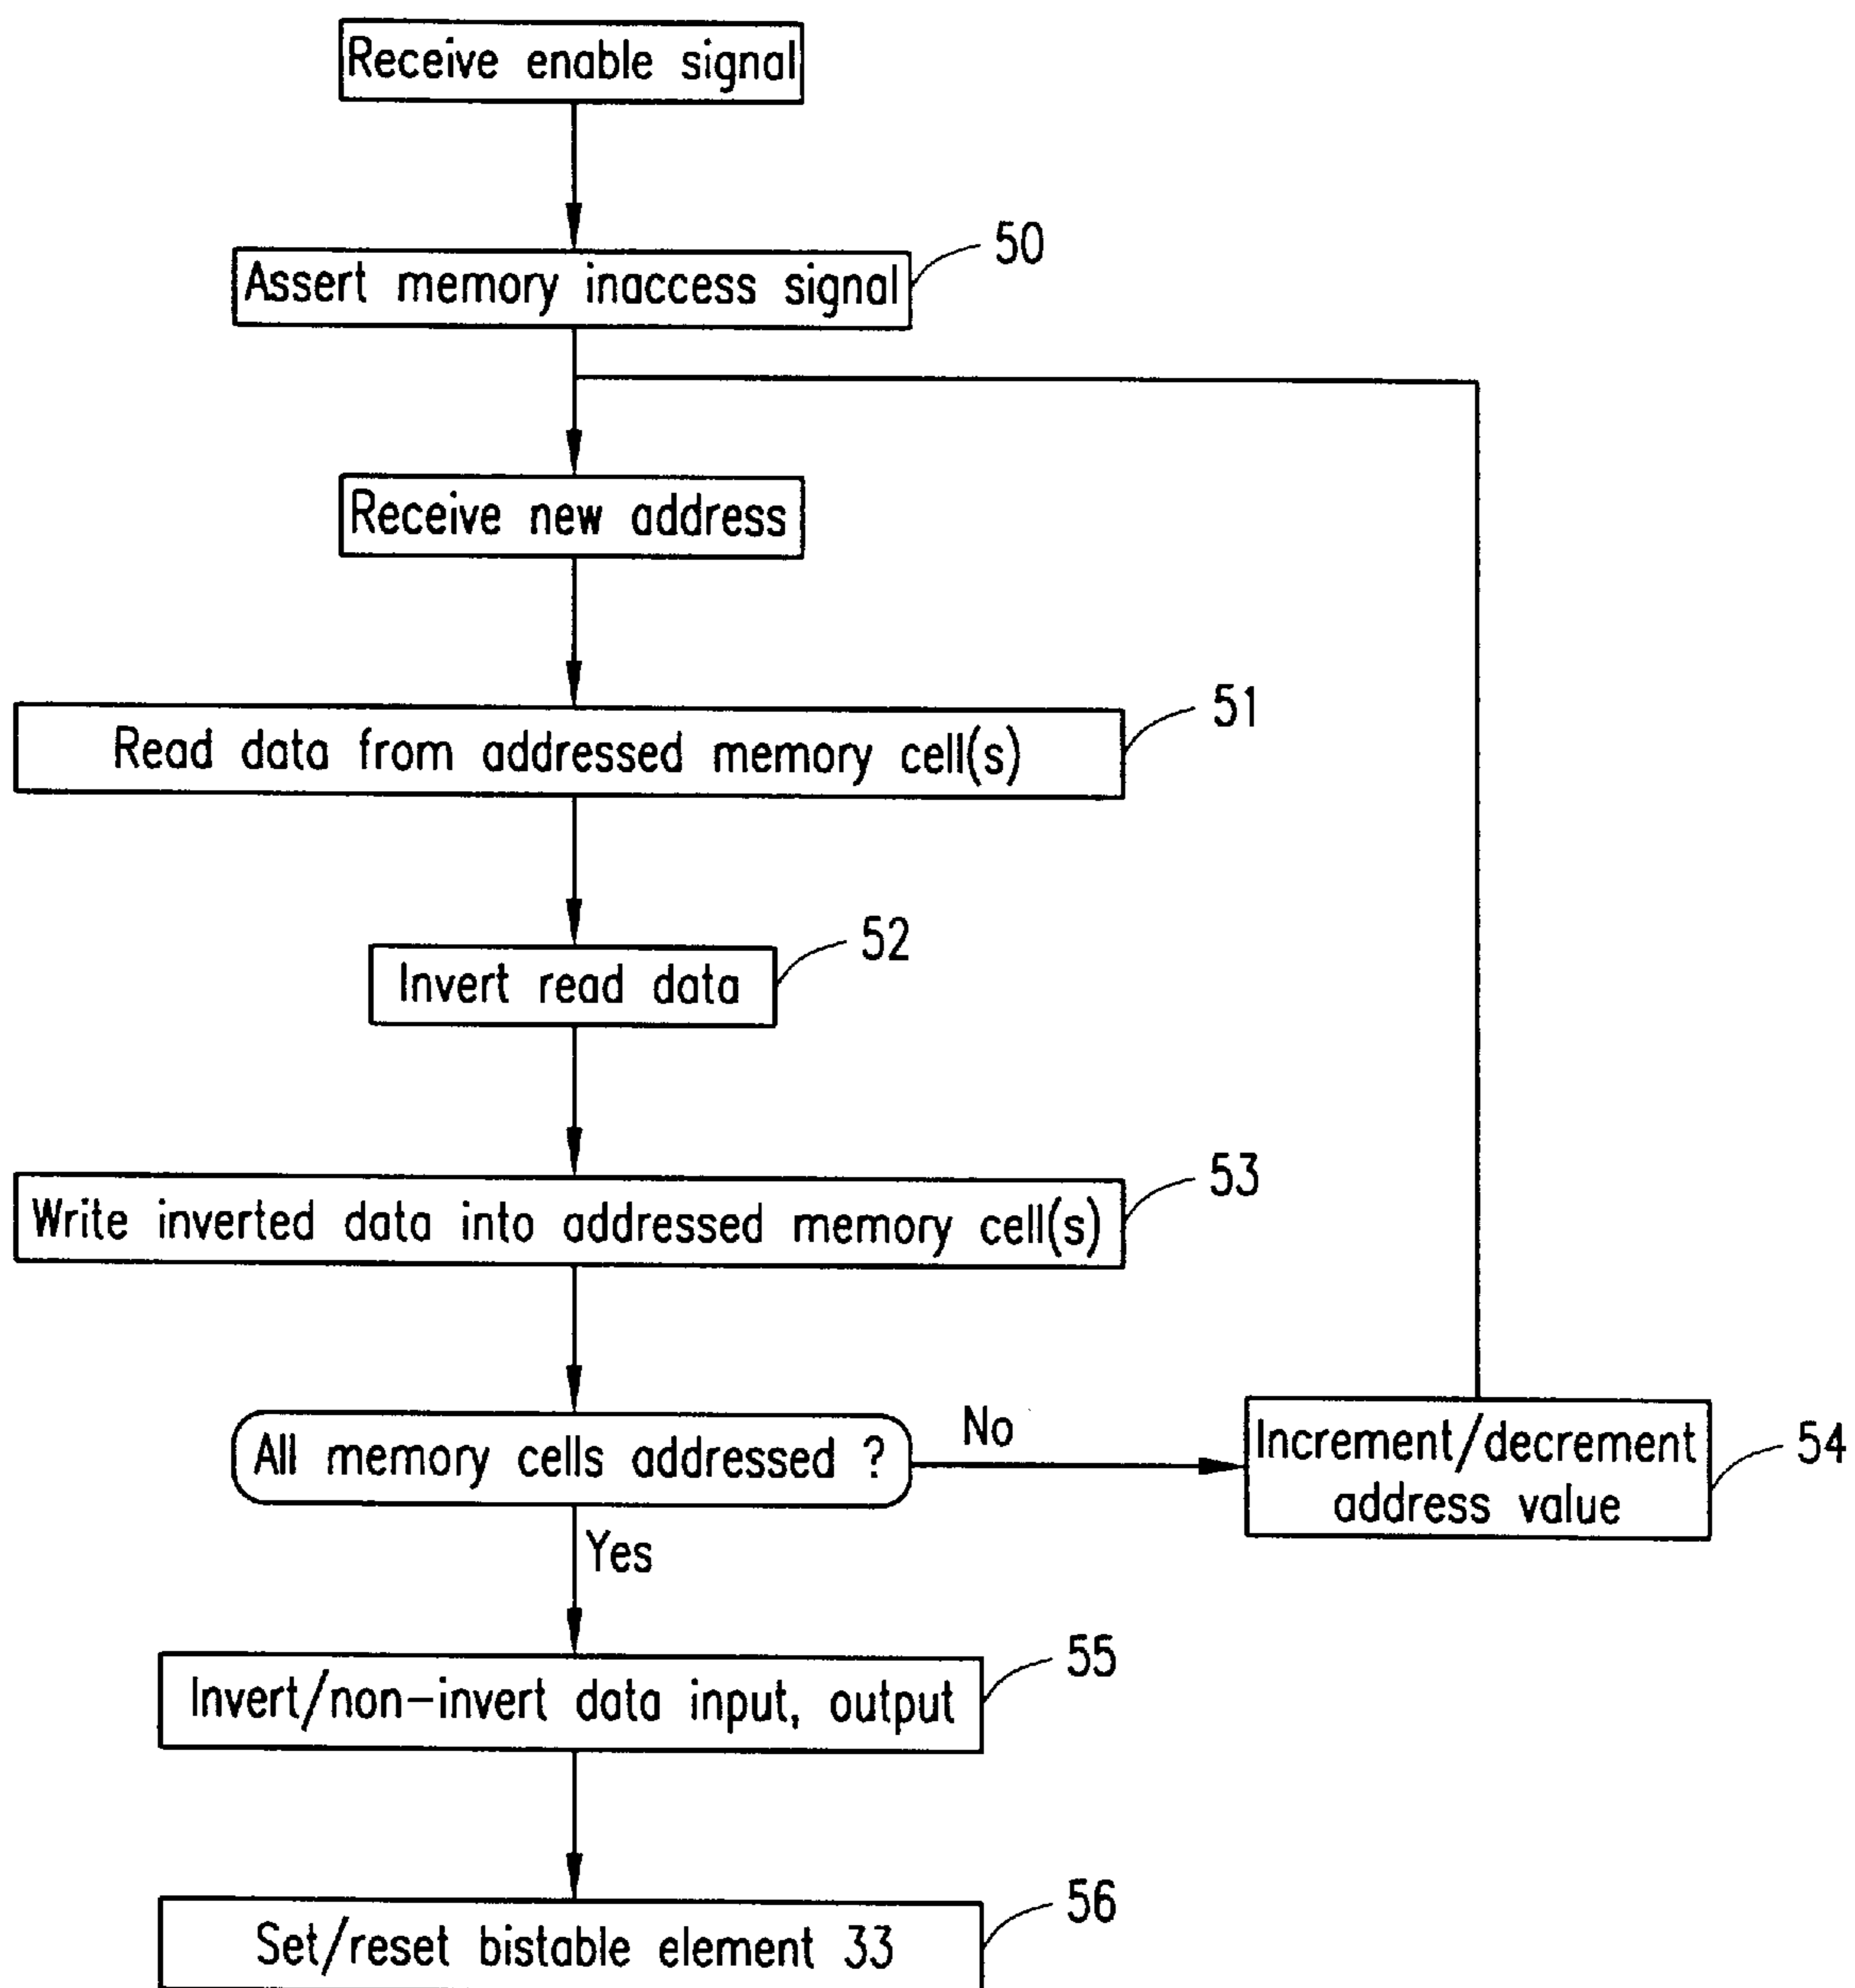 Receive enable signal
50
Assert memory inaccess signal
Receive new address
51
Read data from addressed memory cell(s)
52
Invert read data
53
Write inverted data into addressed memory cell(s)
All memory cells addressed ?
No
Increment/decrement
address value
54
Yes
55
Invert/non-invert data input, output
56
Set/reset bistable element 33